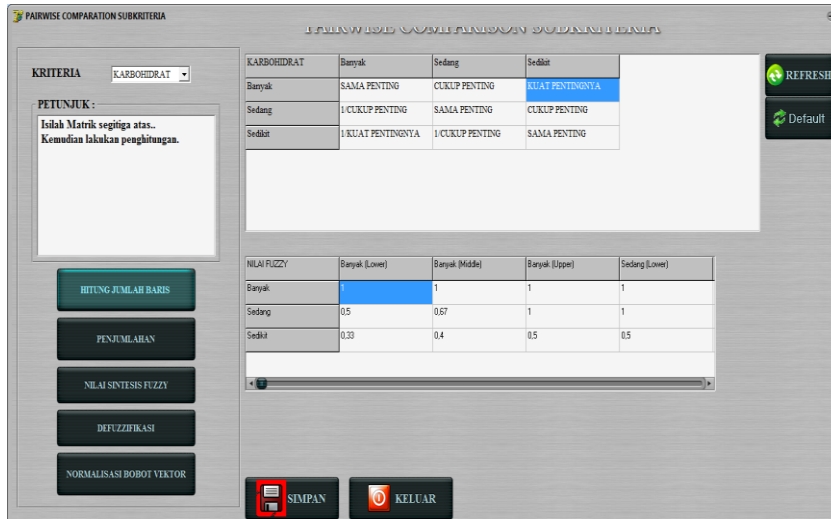 PAIRWISE COMPARATION SUBKRITERIA
PAIRWISE COMPARISON SUBKRITERIA
KRITERIA KARBOHIDRAT
PETUNJUK :
Isilah Matrik segitiga atas..
Kemudian lakukan penghitungan.
HITUNG JUMLAH BARIS
PENJUMLAHAN
NILAI SINTESIS FUZZY
DEFUZZIFIKASI
NORMALISASI BOBOT VEKTOR
KARBOHIDRAT Banyak Sedang Sedikit
Banyak SAMA PENTING CUKUP PENTING KUAT PENTINGNYA
Sedang 1/CUKUP PENTING SAMA PENTING CUKUP PENTING
Sedikit 1/KUAT PENTINGNYA 1/CUKUP PENTING SAMA PENTING
REFRESH
Default
NILAI FUZZY Banyak (Lower) Banyak (Middle) Banyak (Upper) Sedang (Lower)
Banyak 1 1 1 1
Sedang 0,5 0,67 1 1
Sedikit 0,33 0,4 0,5 0,5
SIMPAN
KELUAR